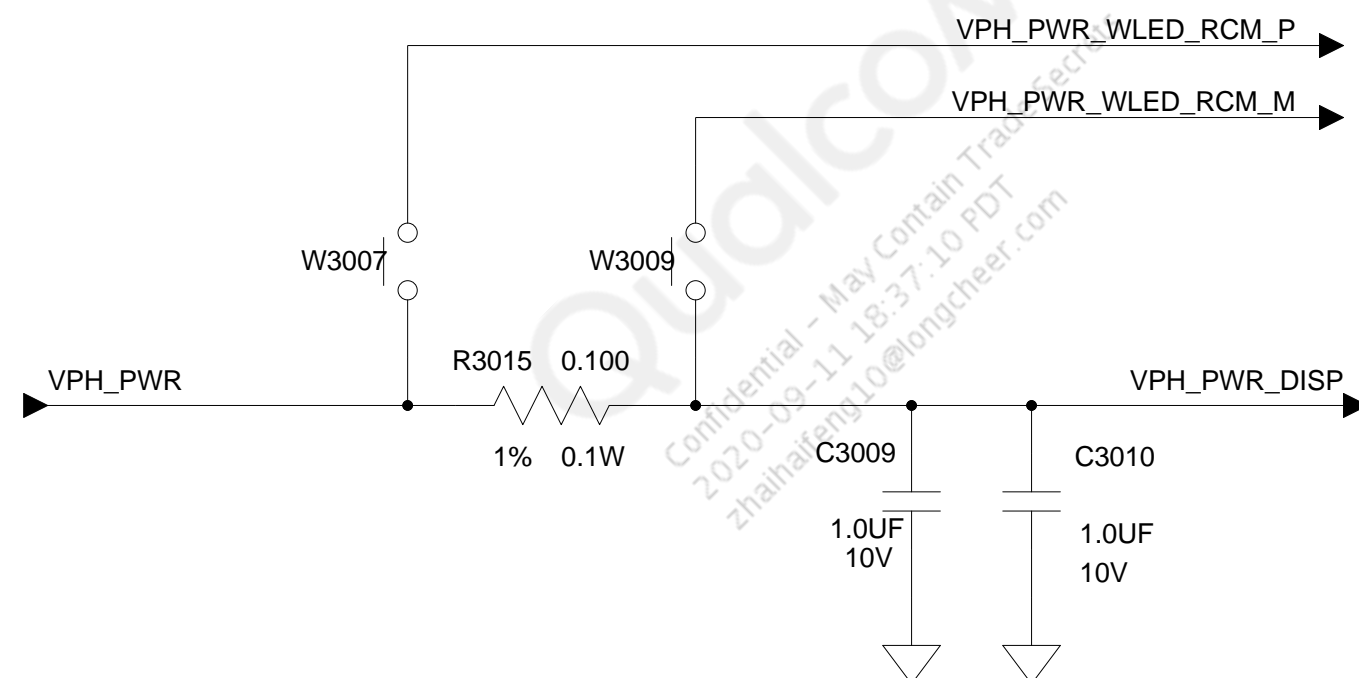 VPH_PWR_WLED_RCM_P
VPH_PWR_WLED_RCM_M
W3007
W3009
R3015 0.100
VPH_PWR
VPH_PWR_DISP
1% 0.1W
C3009
C3010
1.0UF
10V
1.0UF
10V
Qualcom
Confidential - May Contain Trade Secrets
2020-09-11 18:37:10 PDT
zhaihaifeng10@longcheer.com